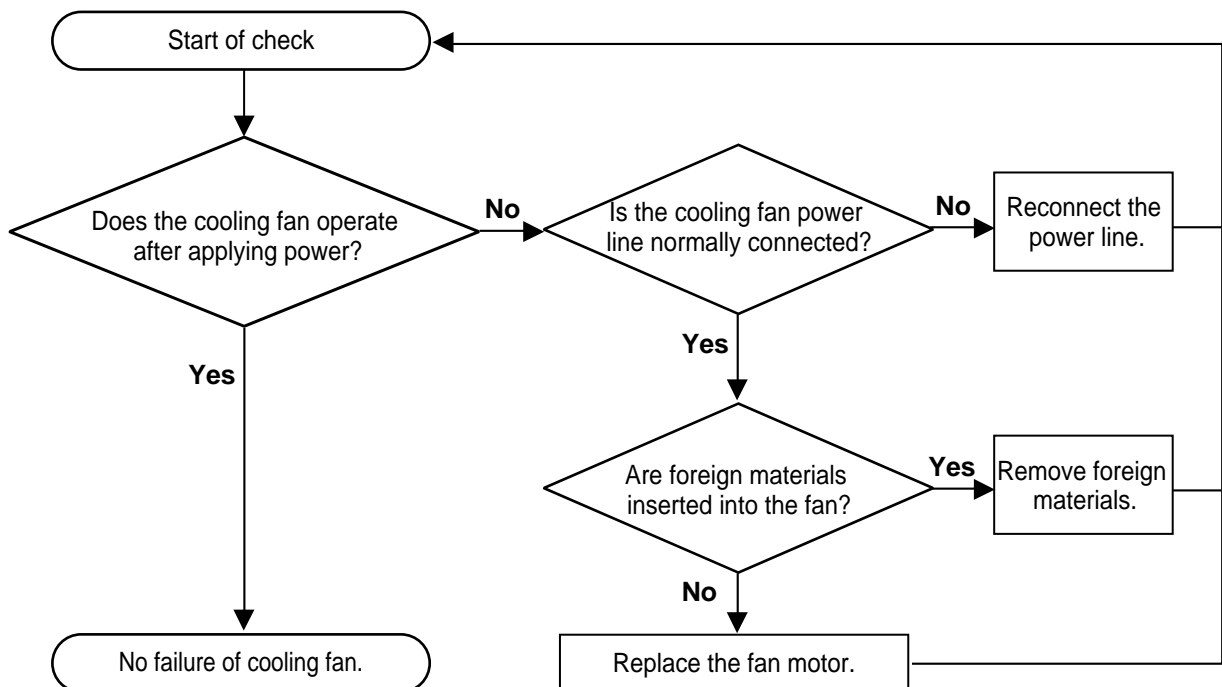 Start of check
Does the cooling fan operate
after applying power?
No
Is the cooling fan power
line normally connected?
No
Reconnect the
power line.
Yes
Yes
Are foreign materials
inserted into the fan?
Yes
Remove foreign
materials.
No
No failure of cooling fan.
Replace the fan motor.